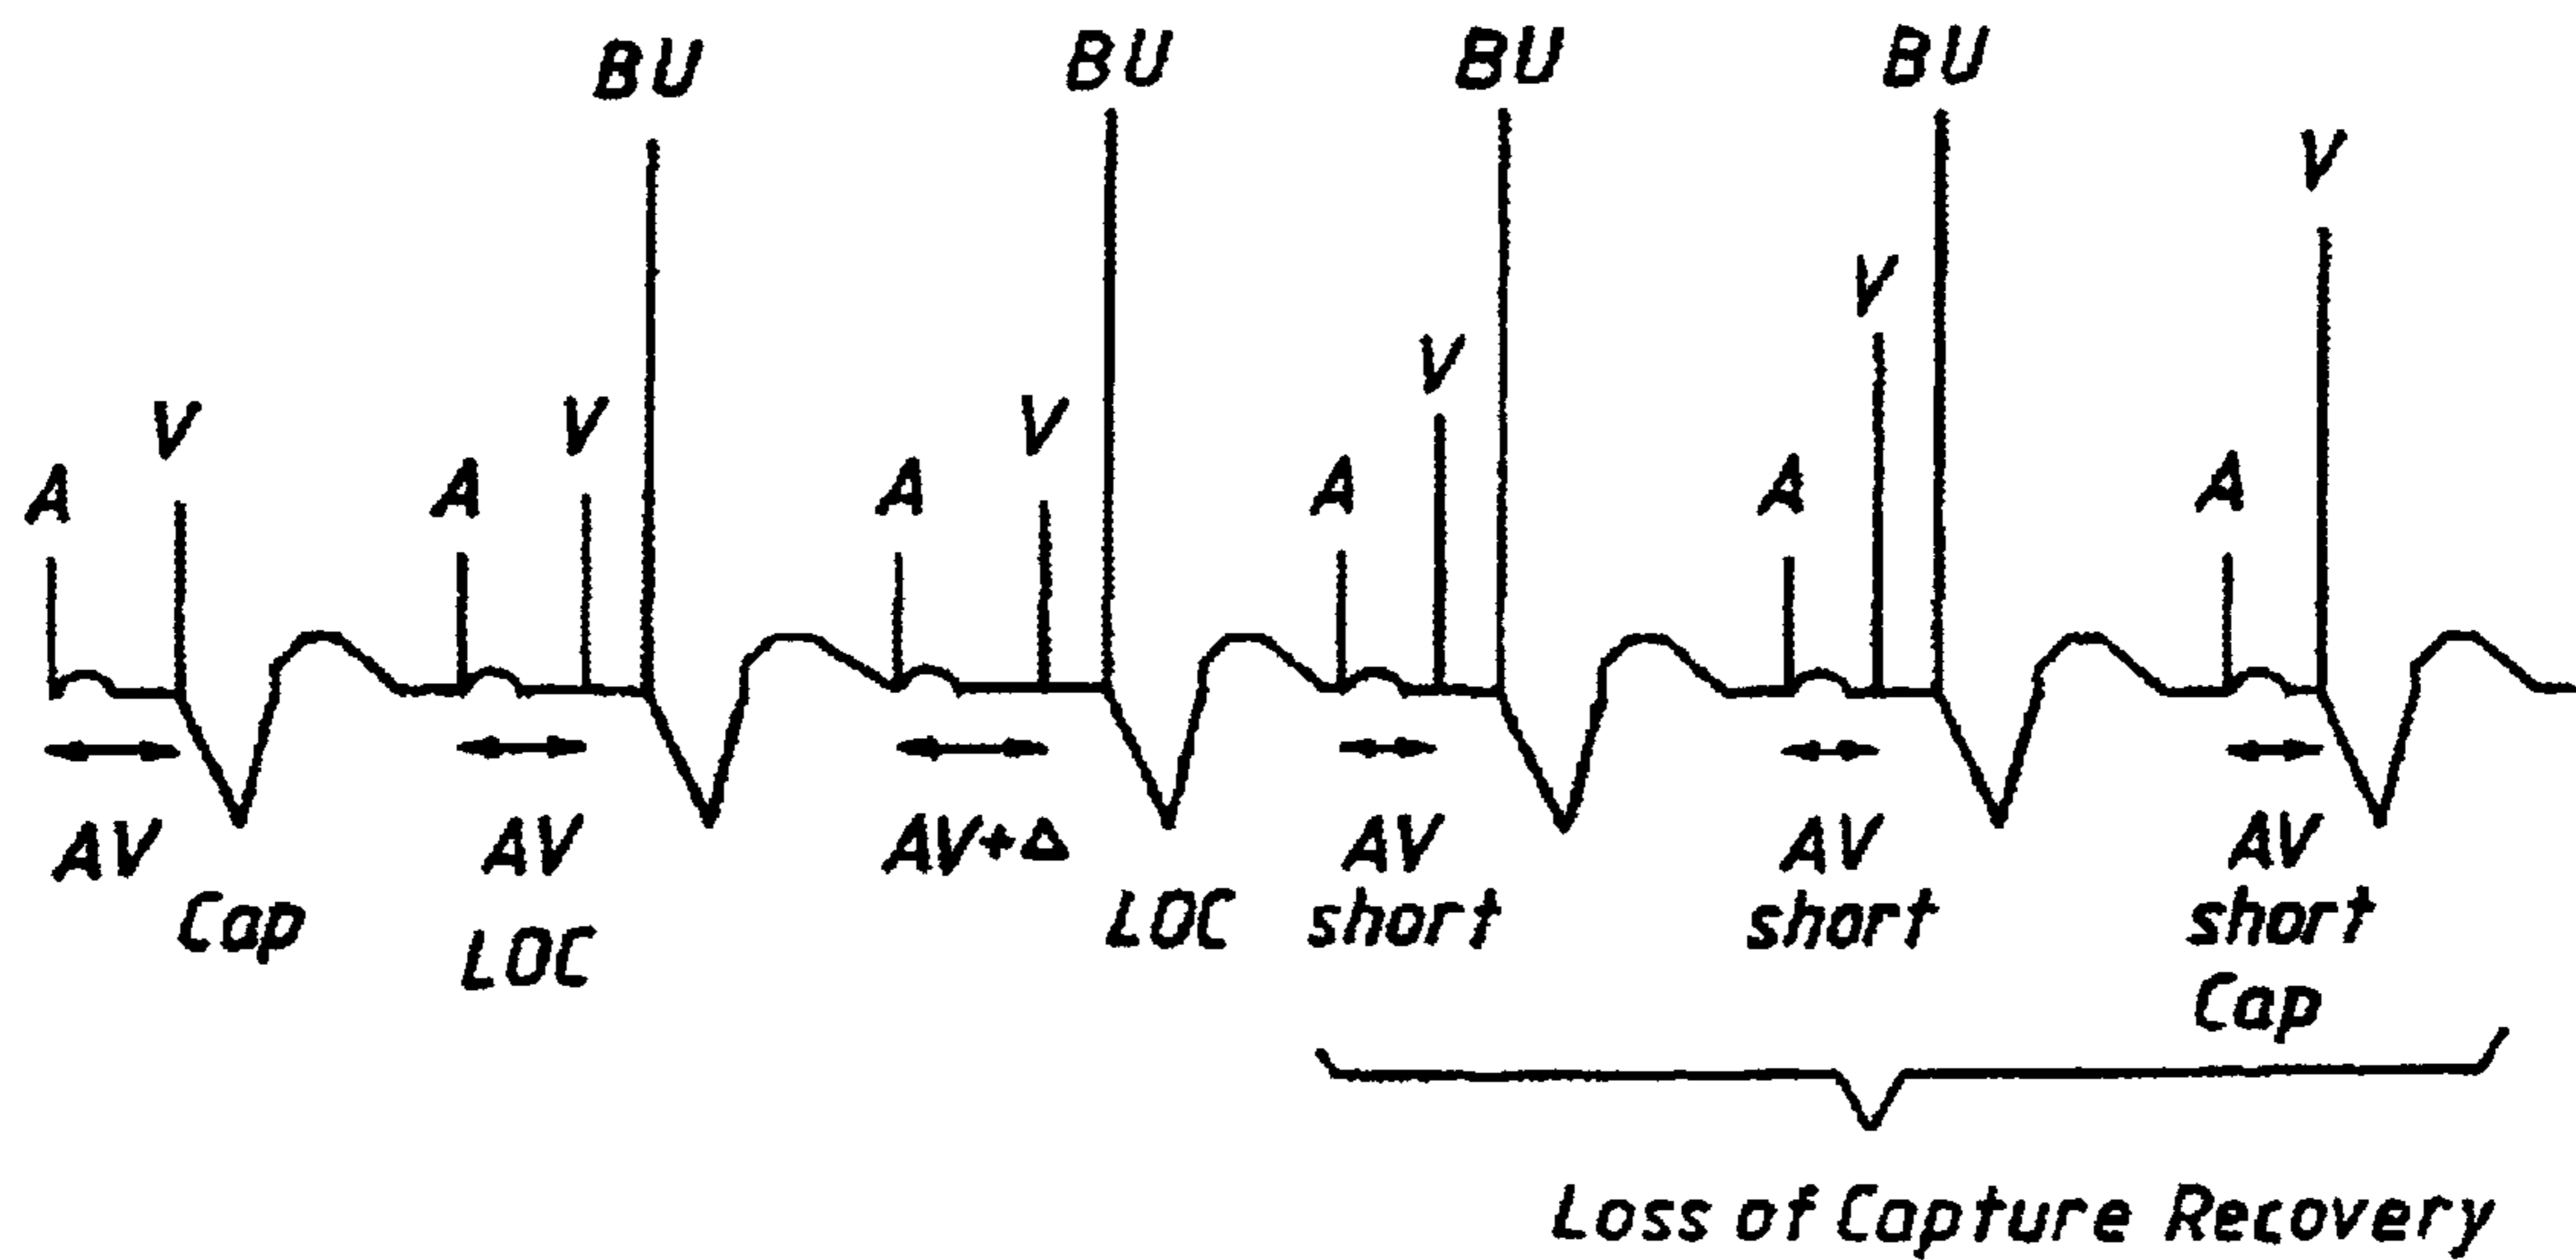 BU BU BU BU
V
V
V
V V V
A A A A A A
AV AV AV+Δ AV AV AV
Cap LOC LOC short short short
Cap
Loss of Capture Recovery